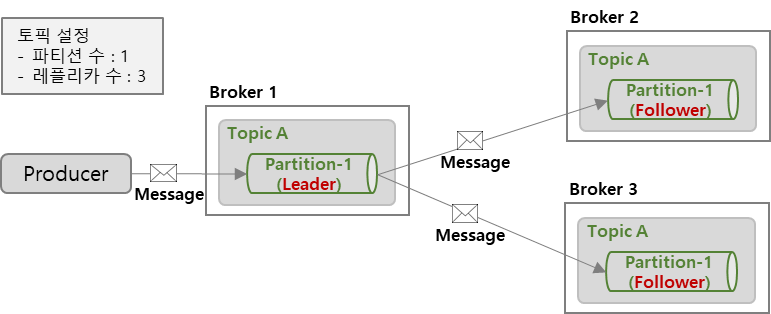 토픽 설정
- 파티션 수 : 1
- 레플리카 수 : 3
Producer
Message
Broker 1
Topic A
Partition-1
(Leader)
Message
Message
Broker 2
Topic A
Partition-1
(Follower)
Broker 3
Topic A
Partition-1
(Follower)